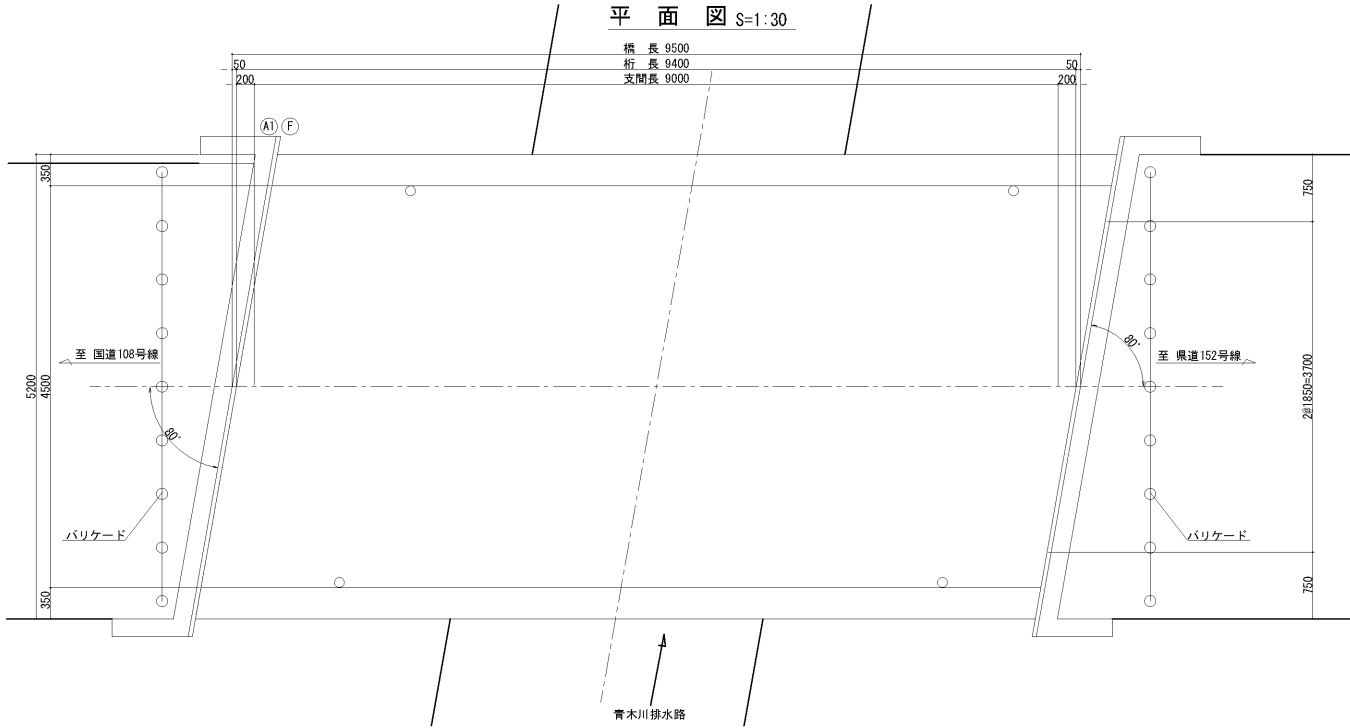 平 面 図 S=1:30
橋 長 9500
50 桁 長 9400 50
200 支間長 9000 200
A1 F
350
750
至 国道108号線
80°
至 県道152号線
5200
4500
2@1850=3700
80°
バリケード
バリケード
350
750
青木川排水路